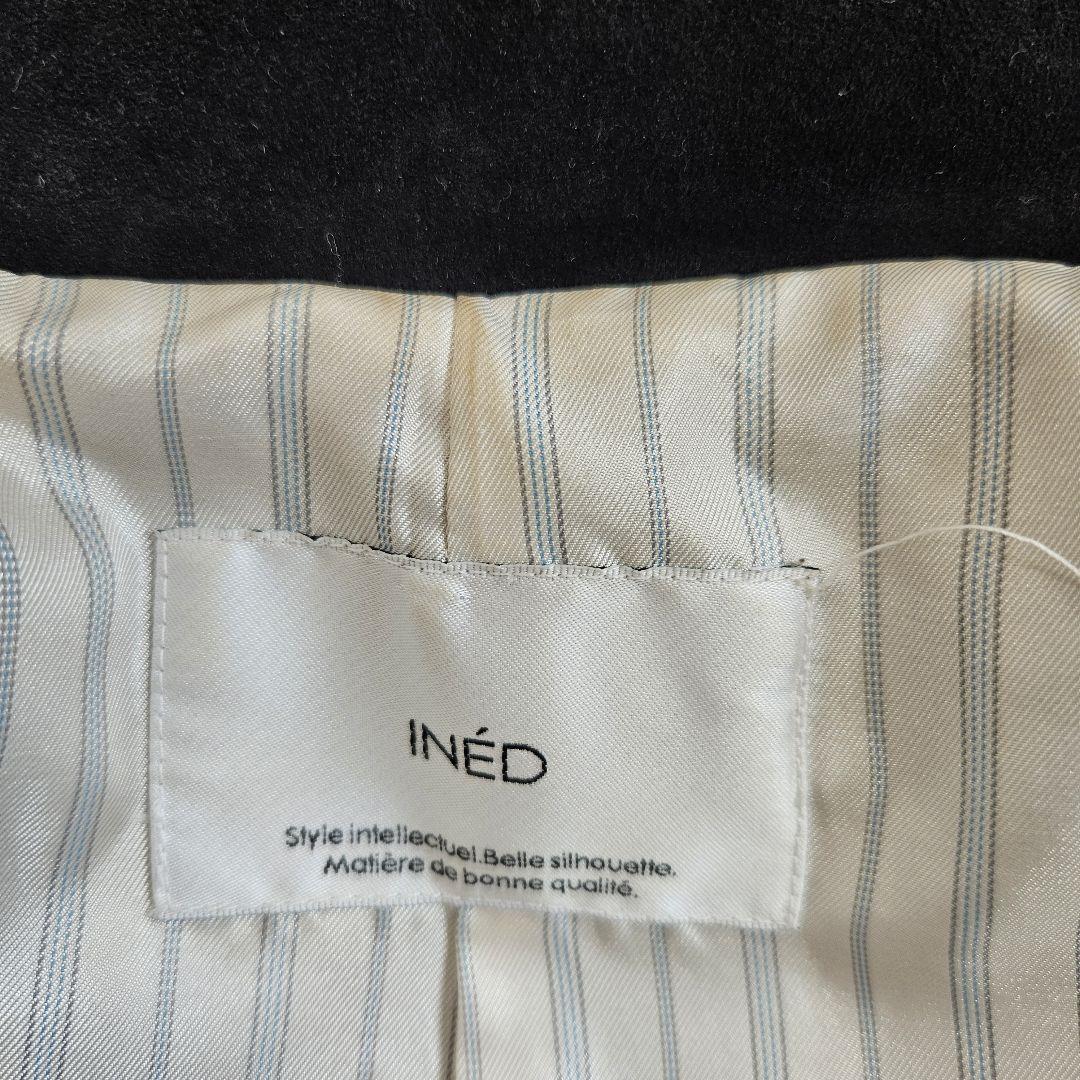 INÉD
Style intellectuel.Belle silhouette.
Matière de bonne qualité.